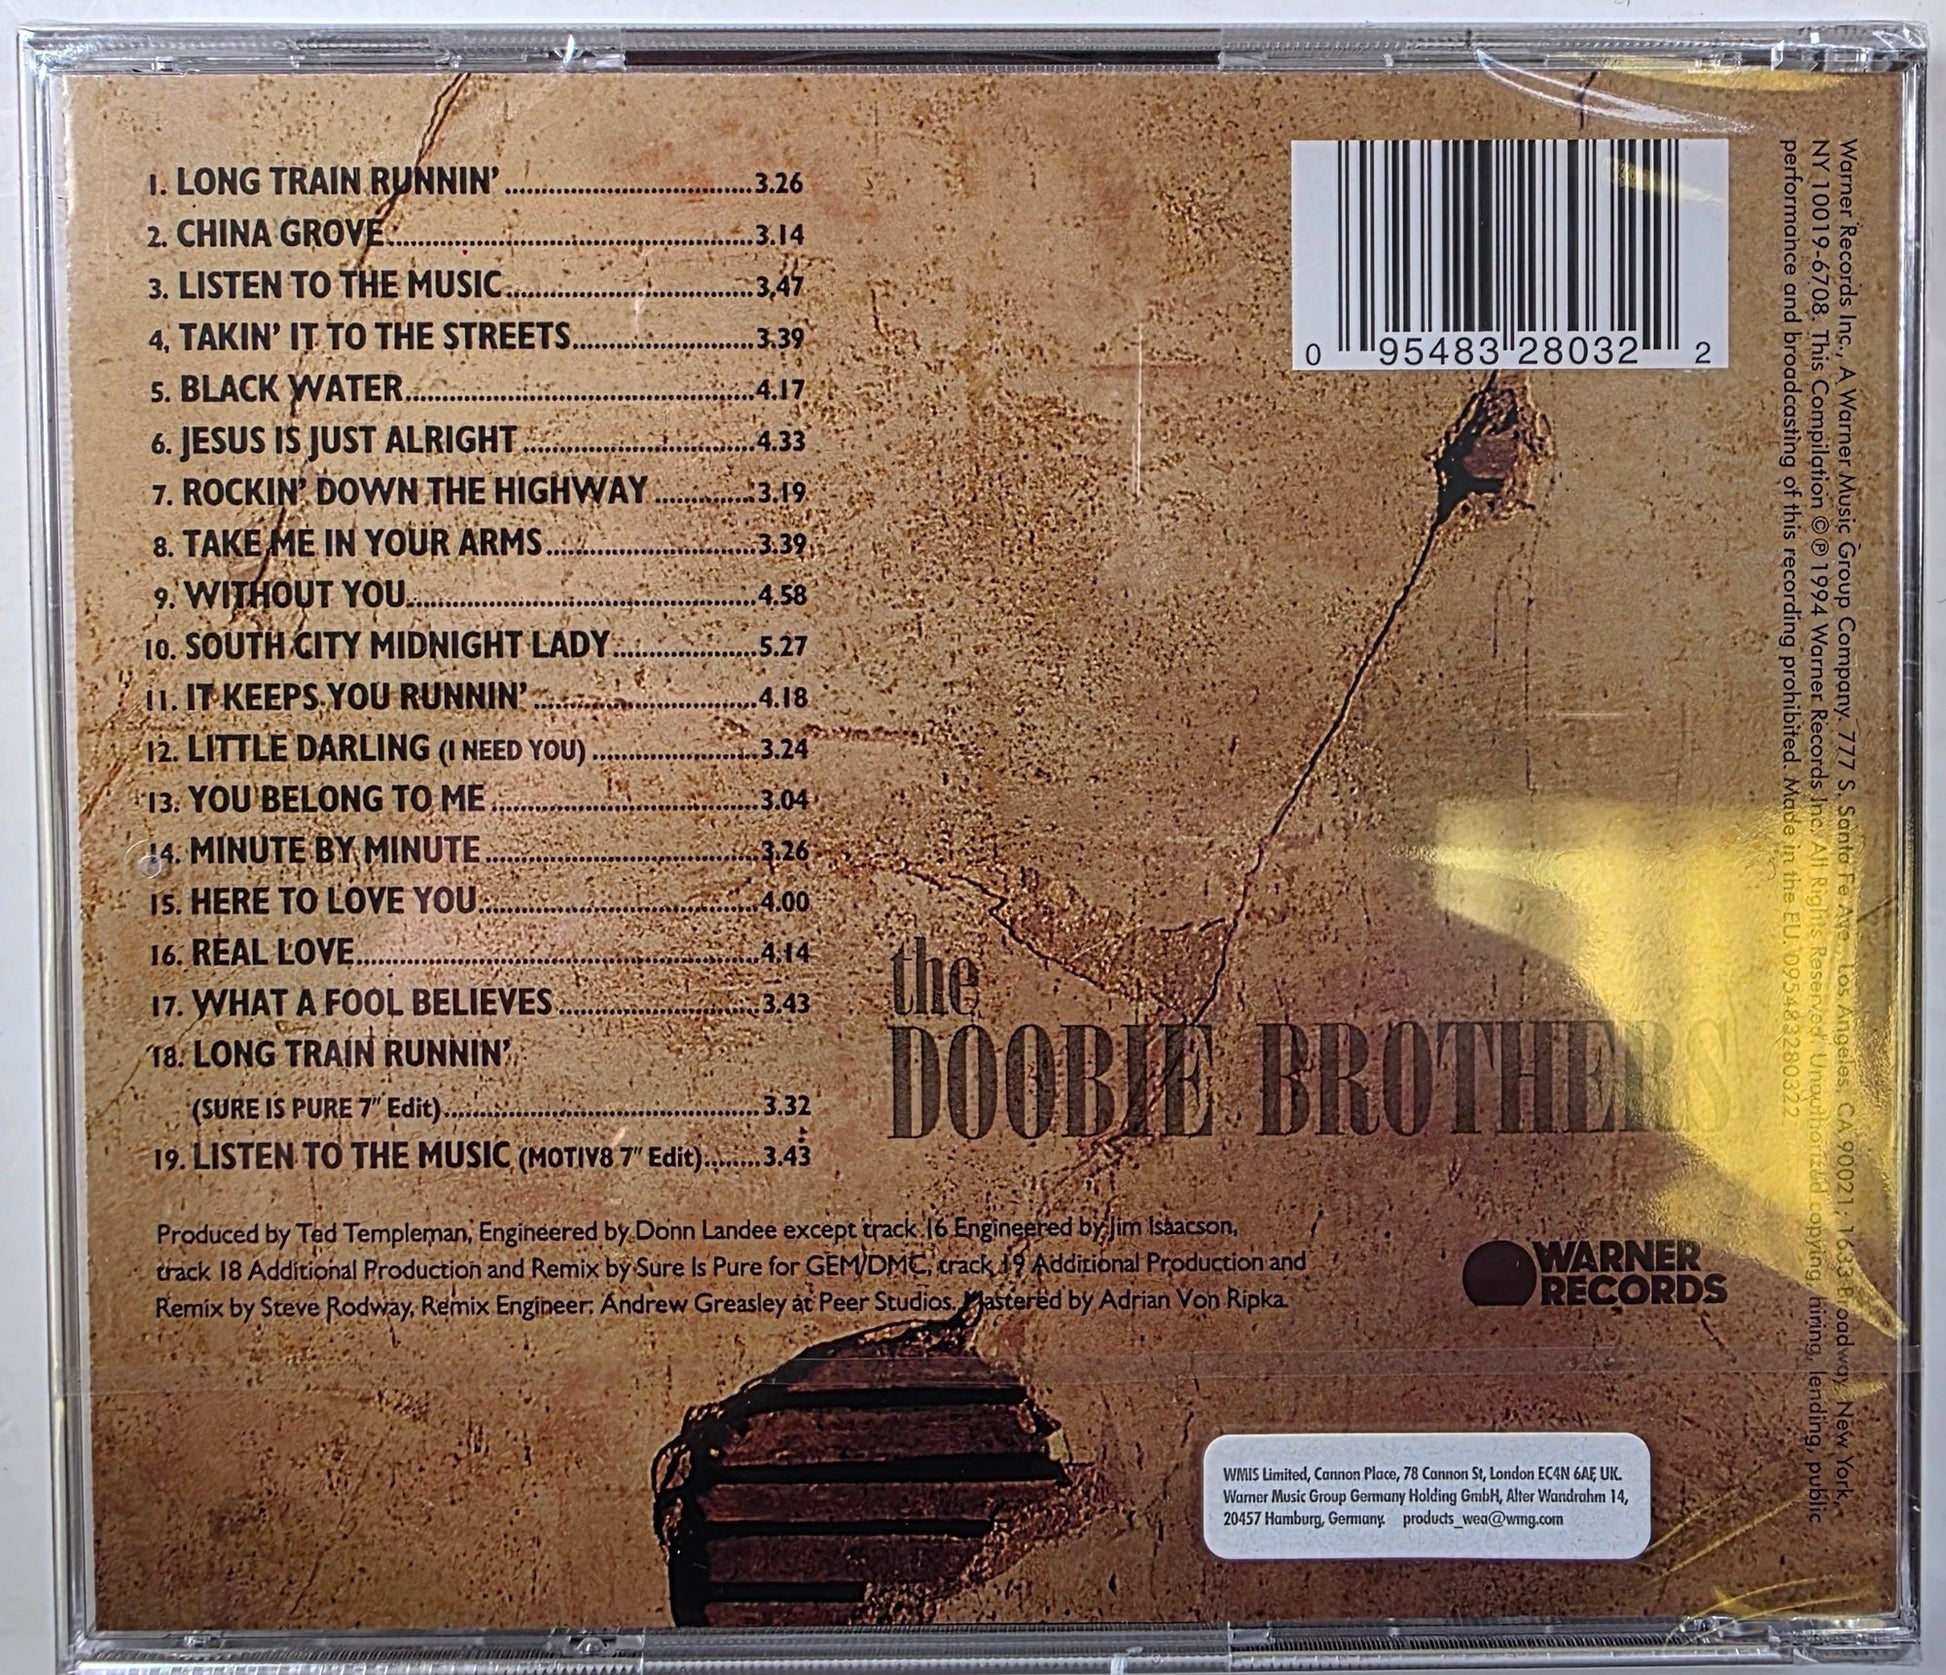 1. LONG TRAIN RUNNIN'..............................3.26
2. CHINA GROVE..............................3.14
3. LISTEN TO THE MUSIC..............................3.47
4. TAKIN' IT TO THE STREETS..............................3.39
5. BLACK WATER..............................4.17
6. JESUS IS JUST ALRIGHT..............................4.33
7. ROCKIN' DOWN THE HIGHWAY..............3.19
8. TAKE ME IN YOUR ARMS..............................3.39
9. WITHOUT YOU..............................4.58
10. SOUTH CITY MIDNIGHT LADY....................5.27
11. IT KEEPS YOU RUNNIN'..............................4.18
12. LITTLE DARLING (I NEED YOU)......................3.24
13. YOU BELONG TO ME..............................3.04
14. MINUTE BY MINUTE..............................3.26
15. HERE TO LOVE YOU..............................4.00
16. REAL LOVE..............................4.14
17. WHAT A FOOL BELIEVES..............................3.43
18. LONG TRAIN RUNNIN'
(SURE IS PURE 7" Edit)..............................3.32
19. LISTEN TO THE MUSIC (MOTIV8 7" Edit)........3.43
Produced by Ted Templeman, Engineered by Donn Landee except track 16 Engineered by Jim Isaacson,
track 18 Additional Production and Remix by Sure Is Pure for GEM/DMC, track 19 Additional Production and
Remix by Steve Rodway, Remix Engineer: Andrew Greasley at Peer Studios. Mastered by Adrian Von Ripka.
0 95483 28032 2
the
DOOBIE BROTHERS
WARNER
RECORDS
WMIS Limited, Cannon Place, 78 Cannon St, London EC4N 6AF, UK.
Warner Music Group Germany Holding GmbH, Alter Wandrahm 14,
20457 Hamburg, Germany. products_wea@wmg.com
Warner Records Inc., A Warner Music Group Company. 777 S. Santa Fe Ave., Los Angeles, CA 90021; 1633 Broadway, New York,
NY 10019-6708. This Compilation © ℗ 1994 Warner Records Inc. All Rights Reserved. Unauthorized copying, hiring, lending, public
performance and broadcasting of this recording prohibited. Made in the EU. 095483280322